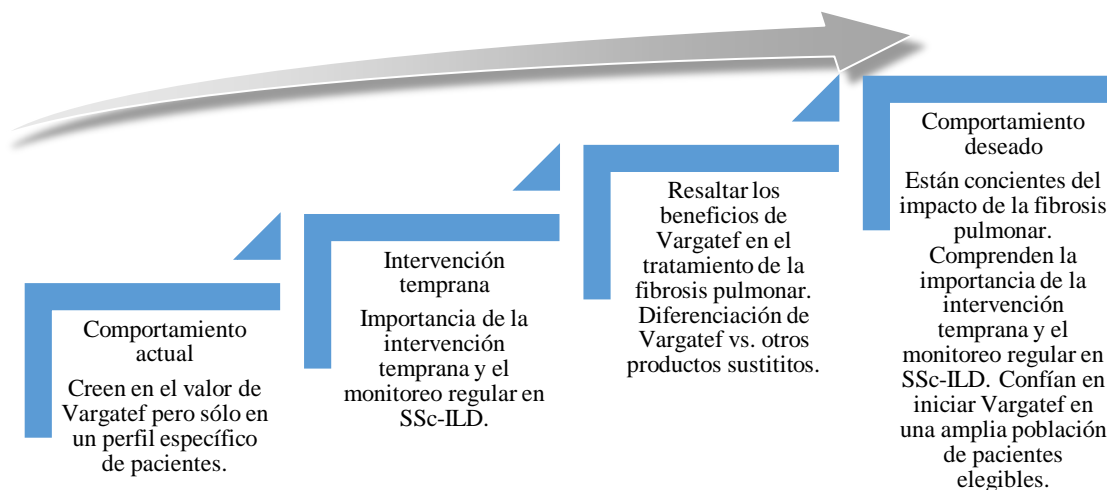 Comportamiento
actual
Creen en el valor de
Vargatef pero sólo en
un perfil específico
de pacientes.
Intervención
temprana
Importancia de la
intervención
temprana y el
monitoreo regular en
SSc-ILD.
Resaltar los
beneficios de
Vargatef en el
tratamiento de la
fibrosis pulmonar.
Diferenciación de
Vargatef vs. otros
productos sustititos.
Comportamiento
deseado
Están concientes del
impacto de la fibrosis
pulmonar.
Comprenden la
importancia de la
intervención
temprana y el
monitoreo regular en
SSc-ILD. Confían en
iniciar Vargatef en
una amplia población
de pacientes
elegibles.